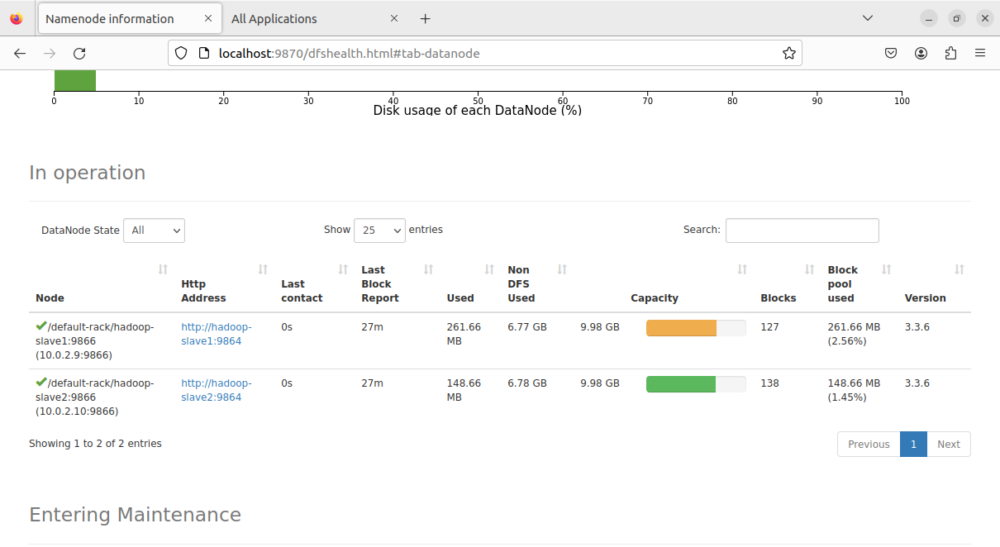 Namenode information
All Applications
localhost:9870/dfshealth.html#tab-datanode
0 10 20 30 40 50 60 70 80 90 100
Disk usage of each DataNode (%)
In operation
DataNode State All Show 25 entries Search:
Node
Http
Address
Last
contact
Last
Block
Report
Used
Non
DFS
Used
Capacity
Blocks
Block
pool
used
Version
/default-rack/hadoop-
slave1:9866
(10.0.2.9:9866)
http://hadoop-
slave1:9864
0s
27m
261.66
MB
6.77 GB
9.98 GB
127
261.66 MB
(2.56%)
3.3.6
/default-rack/hadoop-
slave2:9866
(10.0.2.10:9866)
http://hadoop-
slave2:9864
0s
27m
148.66
MB
6.78 GB
9.98 GB
138
148.66 MB
(1.45%)
3.3.6
Showing 1 to 2 of 2 entries
Previous 1 Next
Entering Maintenance